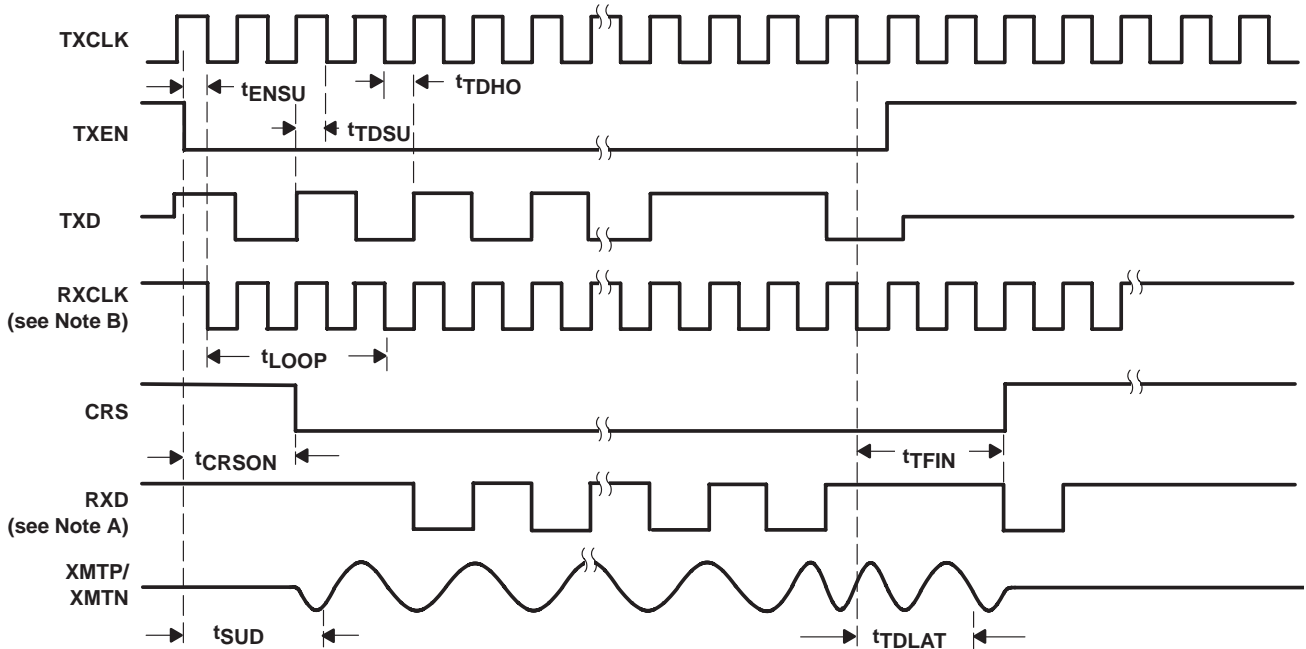 TXCLK
tENSU
tTDHO
TXEN
tTDSU
TXD
RXCLK
(see Note B)
tLOOP
CRS
tCRSON
tTFIN
RXD
(see Note A)
XMTP/
XMTN
tSUD
tTDLAT